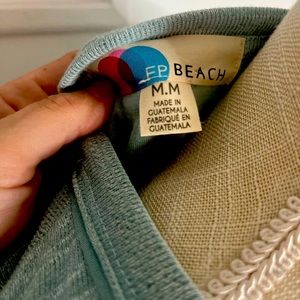 FP BEACH
M.M
MADE IN
GUATEMALA
FABRIQUÉ EN
GUATEMALA